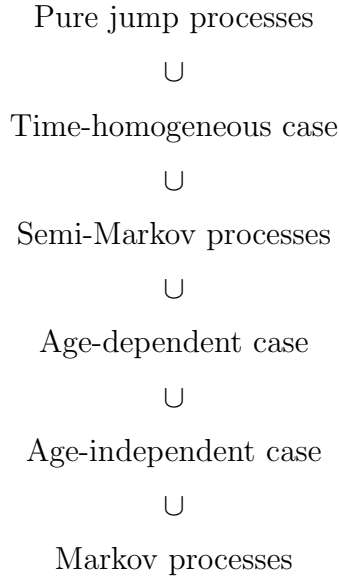 Pure jump processes
∪
Time-homogeneous case
∪
Semi-Markov processes
∪
Age-dependent case
∪
Age-independent case
∪
Markov processes